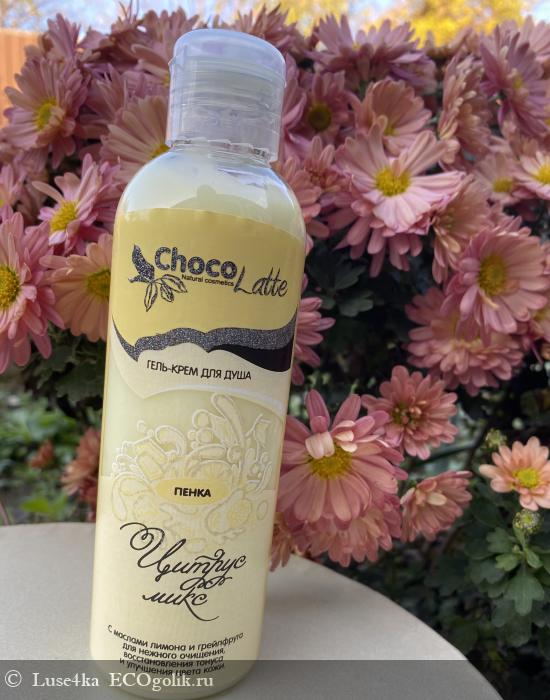 Choco
Natural cosmetics
Latte
ГЕЛЬ-КРЕМ ДЛЯ ДУША
ПЕНКА
Цитрус
микс
С маслами лимона и грейпфрута
для нежного очищения,
восстановления тонуса
и улучшения цвета кожи
© Luse4ka ECOgolik.ru